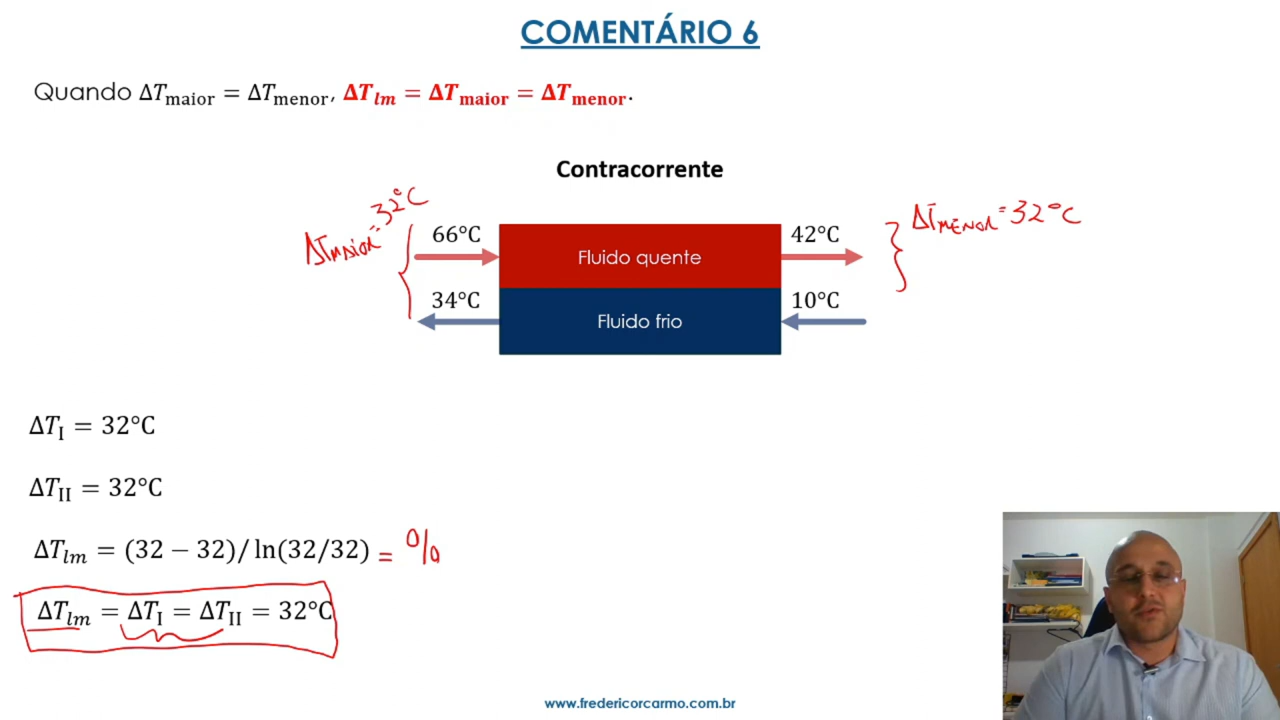 COMENTÁRIO 6
Quando ΔTmaior = ΔTmenor, ΔTlm = ΔTmaior = ΔTmenor.
Contracorrente
ΔTMAIOR = 32°C
66°C
Fluido quente
42°C
ΔTMENOR = 32°C
34°C
Fluido frio
10°C
ΔTI = 32°C
ΔTII = 32°C
ΔTlm = (32 − 32)/ ln(32/32) = 0/0
ΔTlm = ΔTI = ΔTII = 32°C
www.fredericorcarmo.com.br